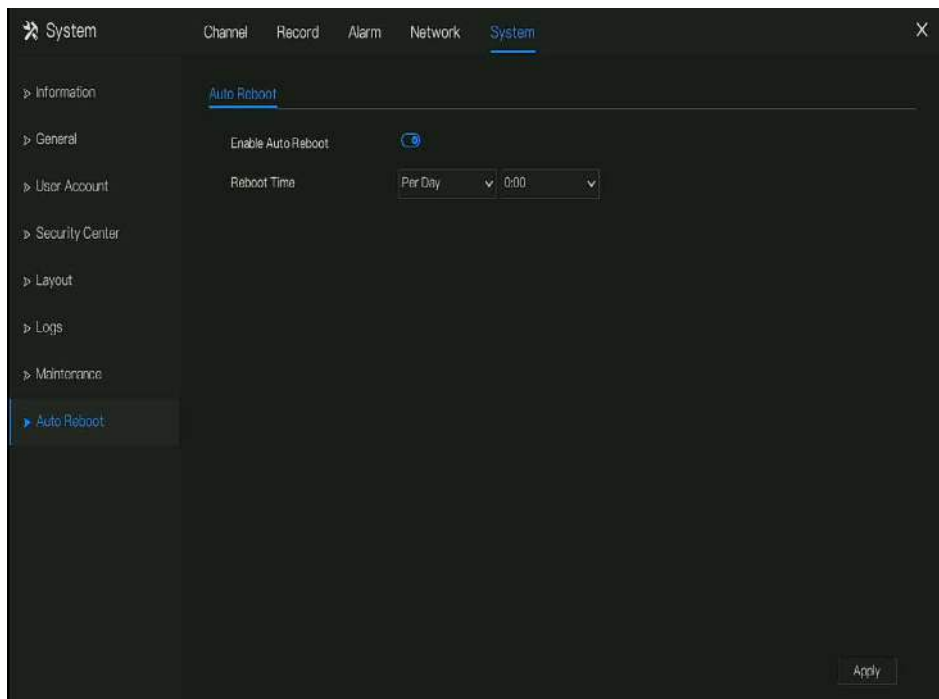 System
Channel Record Alarm Network System X
Information
General
User Account
Security Center
Layout
Logs
Maintenance
Auto Reboot
Auto Reboot
Enable Auto Reboot
Reboot Time Per Day 0:00
Apply